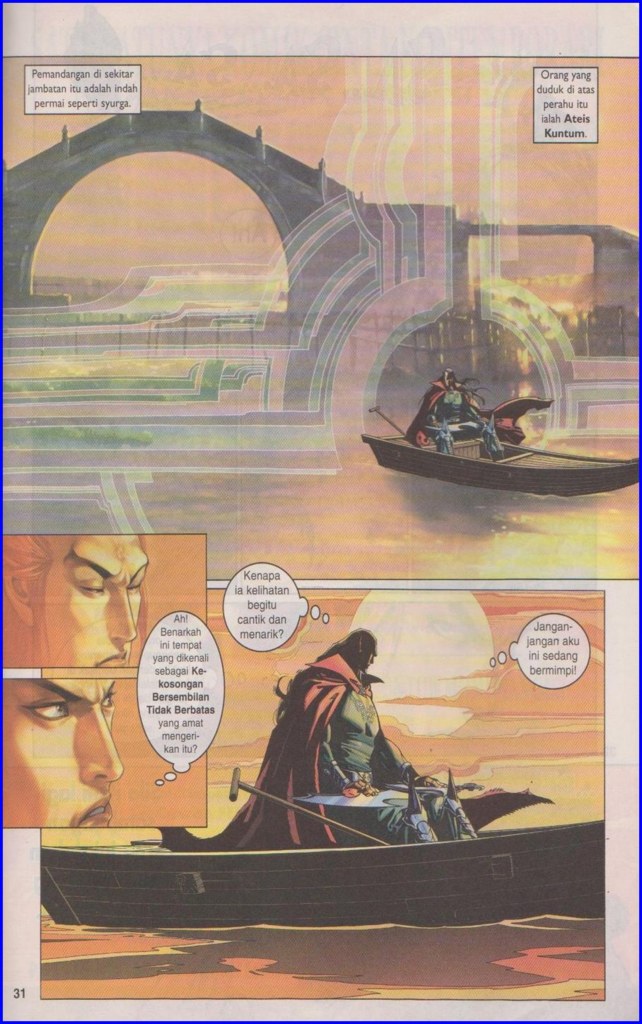 Pemandangan di sekitar
jambatan itu adalah indah
permai seperti syurga.
Orang yang
duduk di atas
perahu itu
ialah Ateis
Kuntum.
Ah!
Benarkah
ini tempat
yang dikenali
sebagai Ke-
kosongan
Bersembilan
Tidak Berbatas
yang amat
mengeri-
kan itu?
Kenapa
ia kelihatan
begitu
cantik dan
menarik?
Jangan-
jangan aku
ini sedang
bermimpi!
31